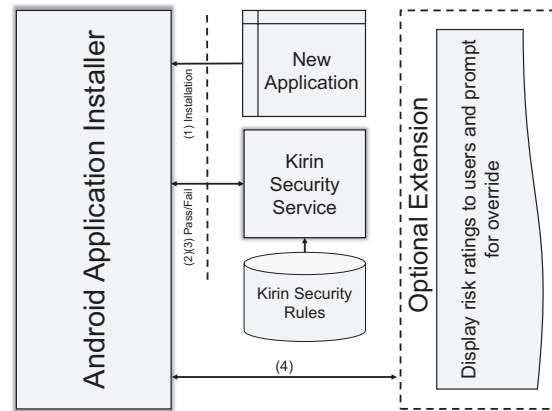 Android Application Installer
(1) Installation
New
Application
(2)(3) Pass/Fail
Kirin
Security
Service
Kirin Security
Rules
(4)
Optional Extension
Display risk ratings to users and prompt
for override